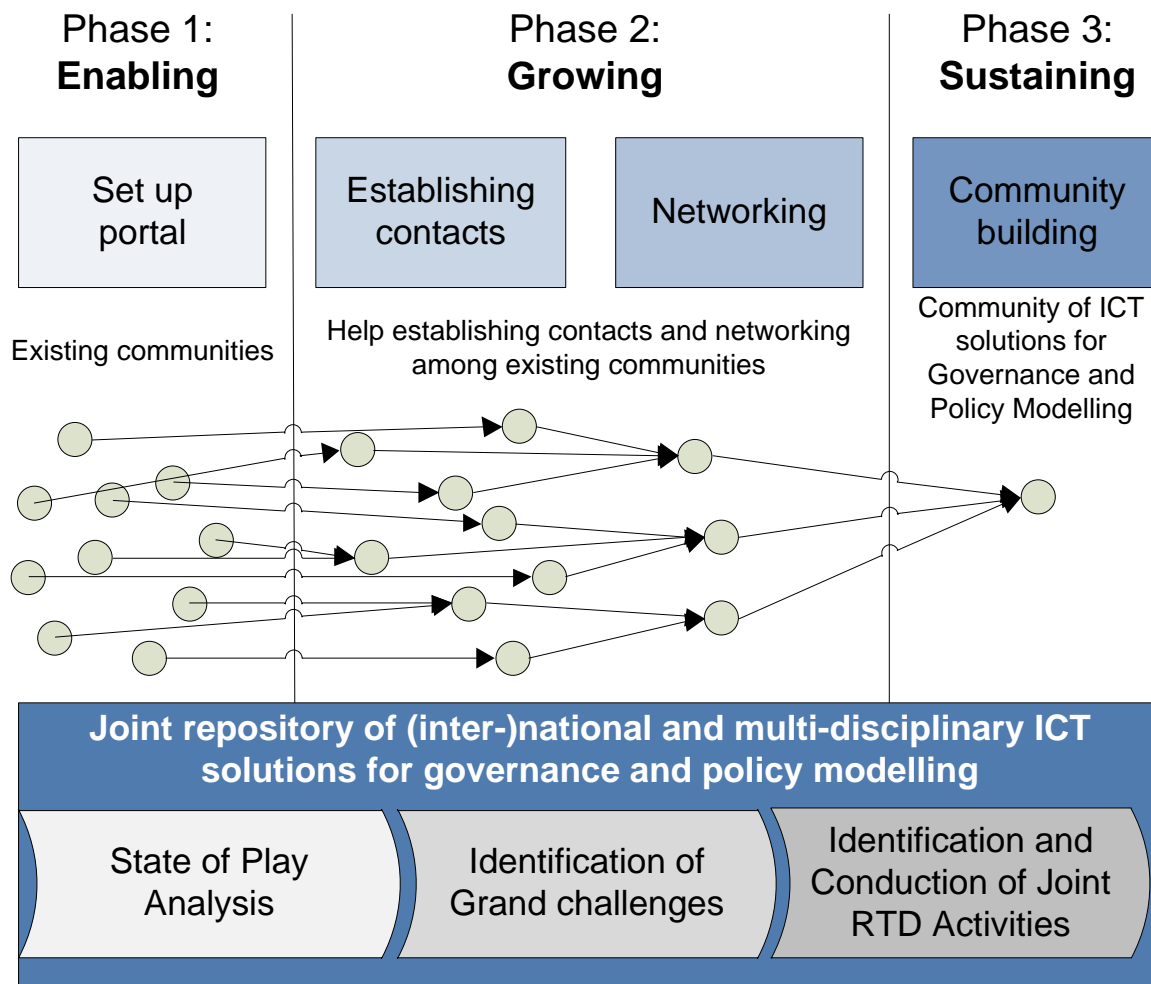 Phase 1:
Enabling
Phase 2:
Growing
Phase 3:
Sustaining
Set up
portal
Establishing
contacts
Networking
Community
building
Existing communities
Help establishing contacts and networking
among existing communities
Community of ICT
solutions for
Governance and
Policy Modelling
Joint repository of (inter-)national and multi-disciplinary ICT
solutions for governance and policy modelling
State of Play
Analysis
Identification of
Grand challenges
Identification and
Conduction of Joint
RTD Activities